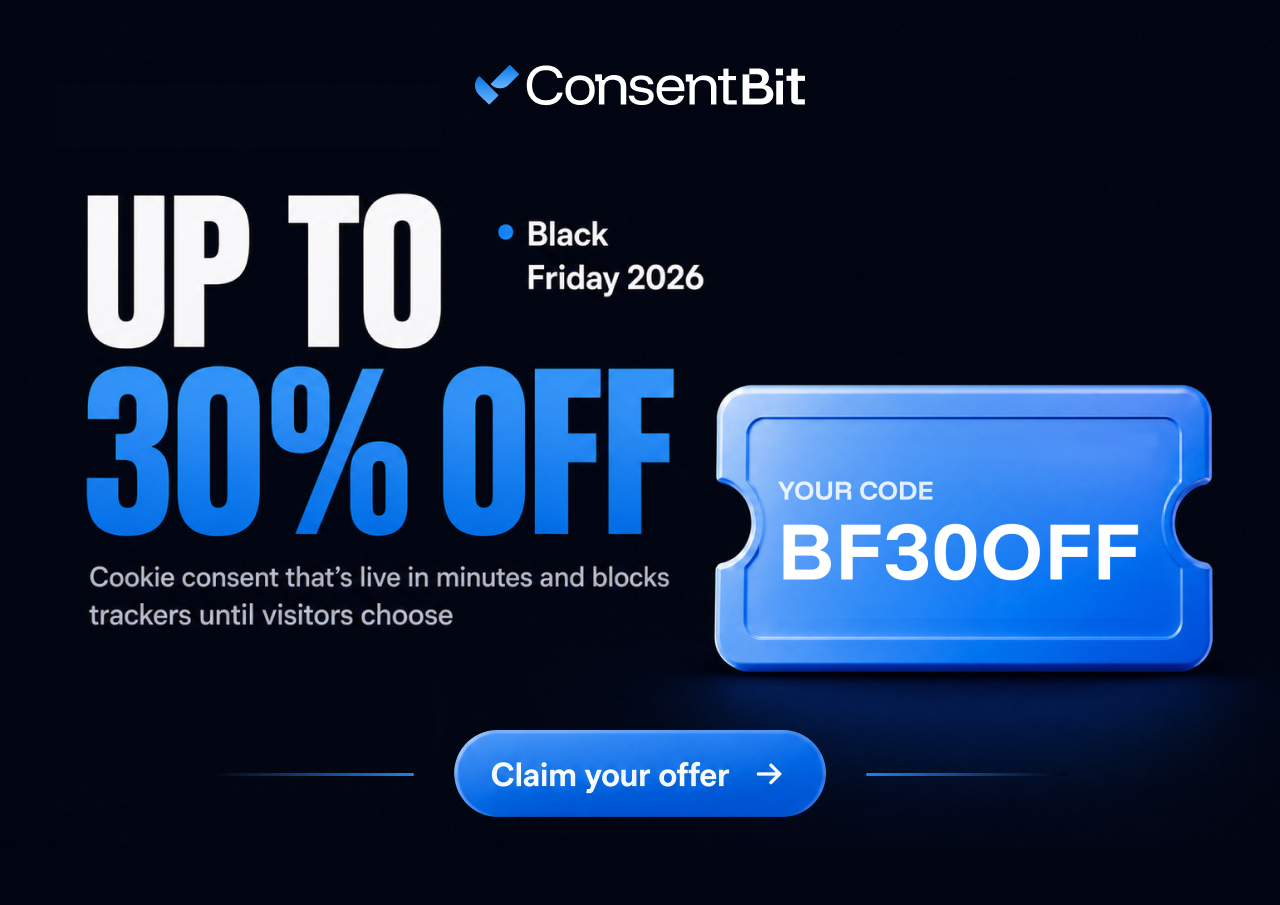 ConsentBit
UP TO
Black
Friday 2026
30% OFF
YOUR CODE
BF30OFF
Cookie consent that’s live in minutes and blocks
trackers until visitors choose
Claim your offer →